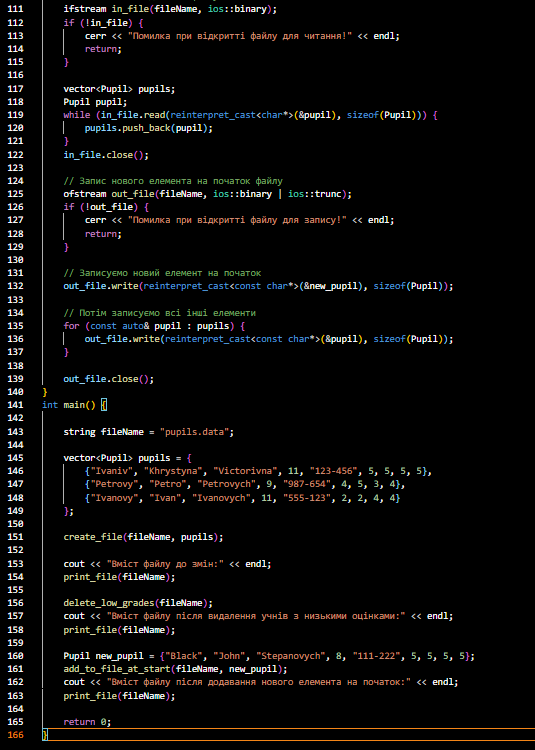 111 ifstream in_file(fileName, ios::binary);
112 if (!in_file) {
113 cerr << "Помилка при відкритті файлу для читання!" << endl;
114 return;
115 }
116
117 vector<Pupil> pupils;
118 Pupil pupil;
119 while (in_file.read(reinterpret_cast<char*>(&pupil), sizeof(Pupil))) {
120 pupils.push_back(pupil);
121 }
122 in_file.close();
123
124 // Запис нового елемента на початок файлу
125 ofstream out_file(fileName, ios::binary | ios::trunc);
126 if (!out_file) {
127 cerr << "Помилка при відкритті файлу для запису!" << endl;
128 return;
129 }
130
131 // Записуємо новий елемент на початок
132 out_file.write(reinterpret_cast<const char*>(&new_pupil), sizeof(Pupil));
133
134 // Потім записуємо всі інші елементи
135 for (const auto& pupil : pupils) {
136 out_file.write(reinterpret_cast<const char*>(&pupil), sizeof(Pupil));
137 }
138
139 out_file.close();
140 }
141 int main() {
142
143 string fileName = "pupils.data";
144
145 vector<Pupil> pupils = {
146 {"Ivaniv", "Khrystyna", "Victorivna", 11, "123-456", 5, 5, 5, 5},
147 {"Petrovy", "Petro", "Petrovych", 9, "987-654", 4, 5, 3, 4},
148 {"Ivanovy", "Ivan", "Ivanovych", 11, "555-123", 2, 2, 4, 4}
149 };
150
151 create_file(fileName, pupils);
152
153 cout << "Вміст файлу до змін:" << endl;
154 print_file(fileName);
155
156 delete_low_grades(fileName);
157 cout << "Вміст файлу після видалення учнів з низькими оцінками:" << endl;
158 print_file(fileName);
159
160 Pupil new_pupil = {"Black", "John", "Stepanovych", 8, "111-222", 5, 5, 5, 5};
161 add_to_file_at_start(fileName, new_pupil);
162 cout << "Вміст файлу після додавання нового елемента на початок:" << endl;
163 print_file(fileName);
164
165 return 0;
166 }